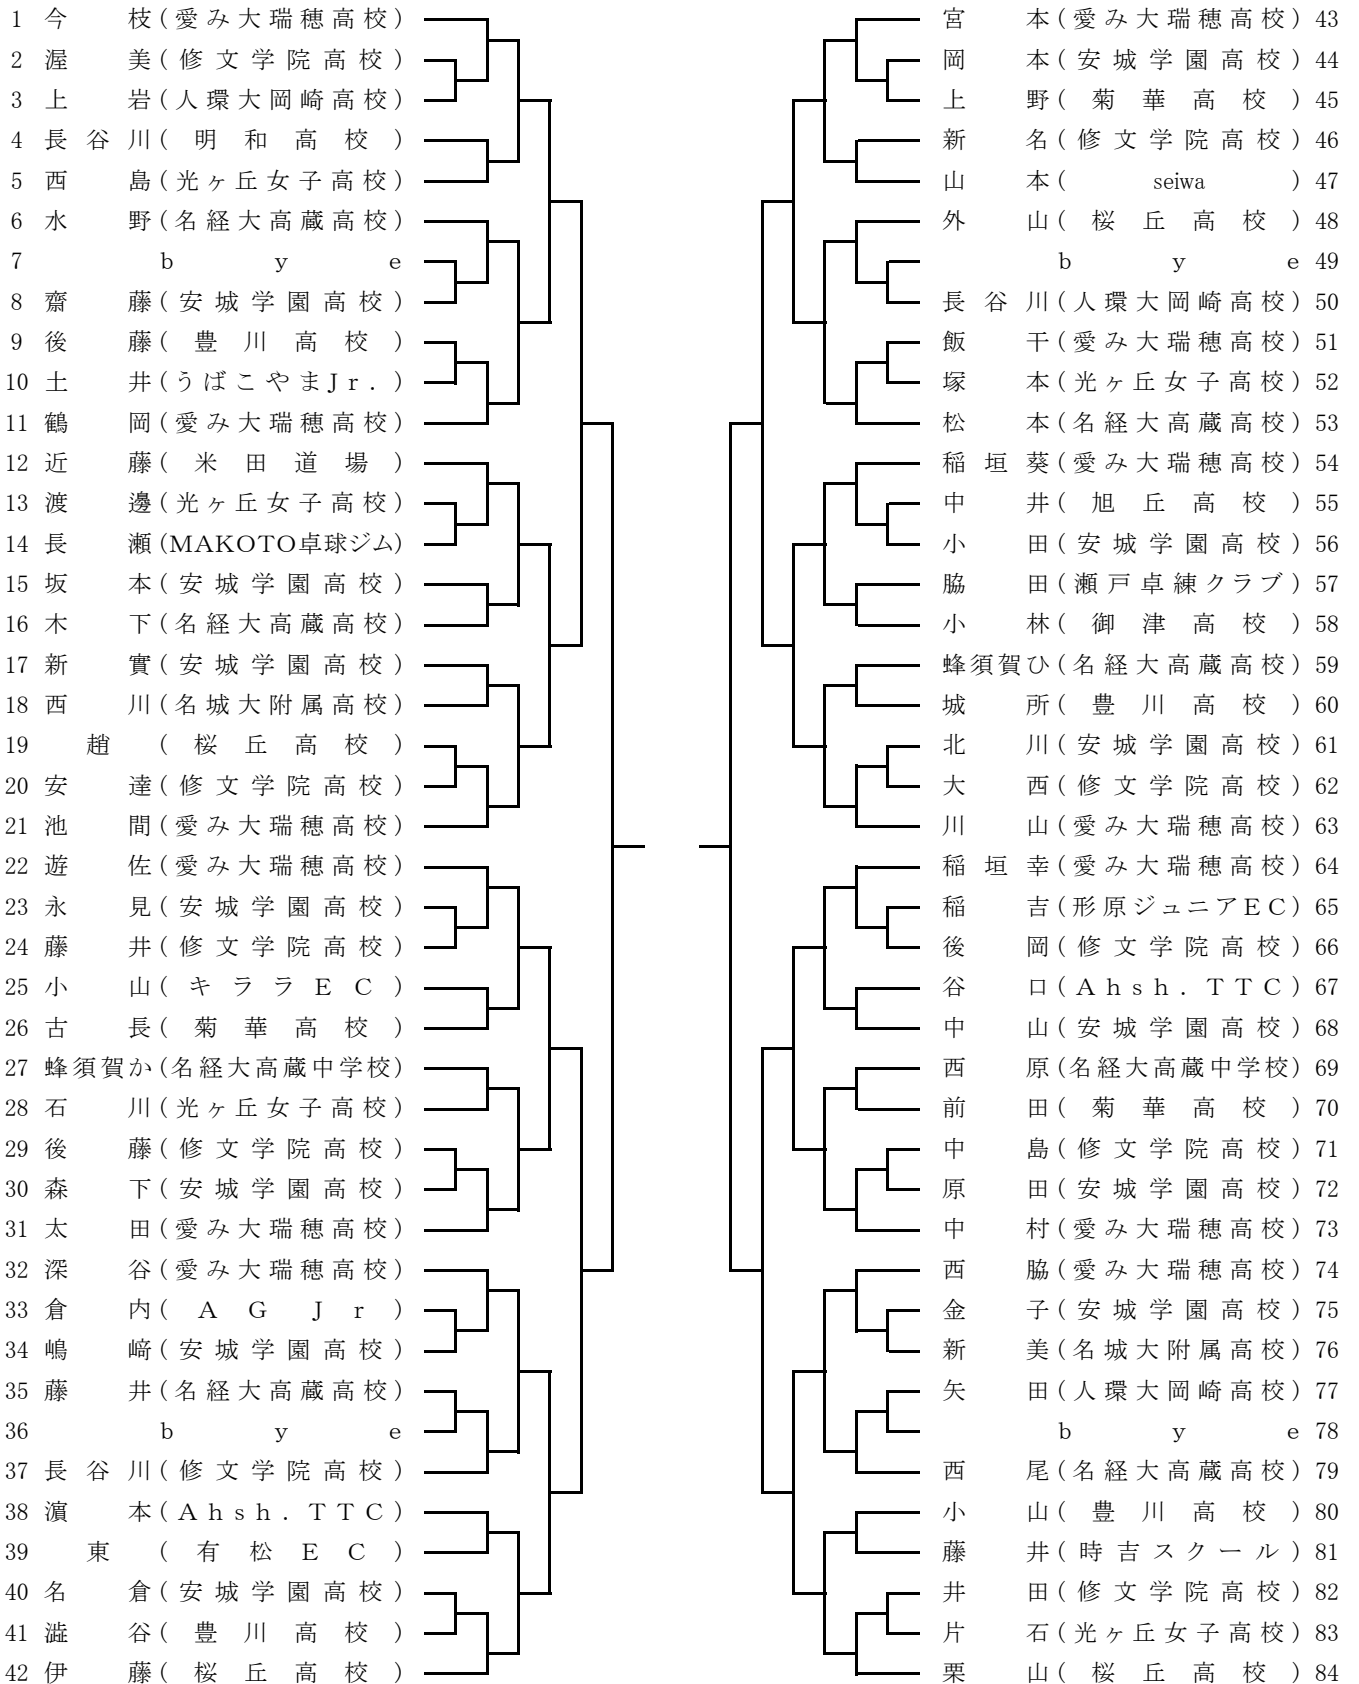 1 今枝(愛み大瑞穂高校)
2 渥美(修文学院高校)
3 上岩(人環大岡崎高校)
4 長谷川(明和高校)
5 西島(光ヶ丘女子高校)
6 水野(名経大高蔵高校)
7 bye
8 齋藤(安城学園高校)
9 後藤(豊川高校)
10 土井(うばこやまJr.)
11 鶴岡(愛み大瑞穂高校)
12 近藤(米田道場)
13 渡邊(光ヶ丘女子高校)
14 長瀬(MAKOTO卓球ジム)
15 坂本(安城学園高校)
16 木下(名経大高蔵高校)
17 新實(安城学園高校)
18 西川(名城大附属高校)
19 趙(桜丘高校)
20 安達(修文学院高校)
21 池間(愛み大瑞穂高校)
22 遊佐(愛み大瑞穂高校)
23 永見(安城学園高校)
24 藤井(修文学院高校)
25 小山(キララEC)
26 古長(菊華高校)
27 蜂須賀か(名経大高蔵中学校)
28 石川(光ヶ丘女子高校)
29 後藤(修文学院高校)
30 森下(安城学園高校)
31 太田(愛み大瑞穂高校)
32 深谷(愛み大瑞穂高校)
33 倉内(AGJr)
34 嶋﨑(安城学園高校)
35 藤井(名経大高蔵高校)
36 bye
37 長谷川(修文学院高校)
38 濵本(Ahsh.TTC)
39 東(有松EC)
40 名倉(安城学園高校)
41 澁谷(豊川高校)
42 伊藤(桜丘高校)
宮本(愛み大瑞穂高校) 43
岡本(安城学園高校) 44
上野(菊華高校) 45
新名(修文学院高校) 46
山本(seiwa) 47
外山(桜丘高校) 48
bye 49
長谷川(人環大岡崎高校) 50
飯干(愛み大瑞穂高校) 51
塚本(光ヶ丘女子高校) 52
松本(名経大高蔵高校) 53
稲垣葵(愛み大瑞穂高校) 54
中井(旭丘高校) 55
小田(安城学園高校) 56
脇田(瀬戸卓練クラブ) 57
小林(御津高校) 58
蜂須賀ひ(名経大高蔵高校) 59
城所(豊川高校) 60
北川(安城学園高校) 61
大西(修文学院高校) 62
川山(愛み大瑞穂高校) 63
稲垣幸(愛み大瑞穂高校) 64
稲吉(形原ジュニアEC) 65
後岡(修文学院高校) 66
谷口(Ahsh.TTC) 67
中山(安城学園高校) 68
西原(名経大高蔵中学校) 69
前田(菊華高校) 70
中島(修文学院高校) 71
原田(安城学園高校) 72
中村(愛み大瑞穂高校) 73
西脇(愛み大瑞穂高校) 74
金子(安城学園高校) 75
新美(名城大附属高校) 76
矢田(人環大岡崎高校) 77
bye 78
西尾(名経大高蔵高校) 79
小山(豊川高校) 80
藤井(時吉スクール) 81
井田(修文学院高校) 82
片石(光ヶ丘女子高校) 83
栗山(桜丘高校) 84